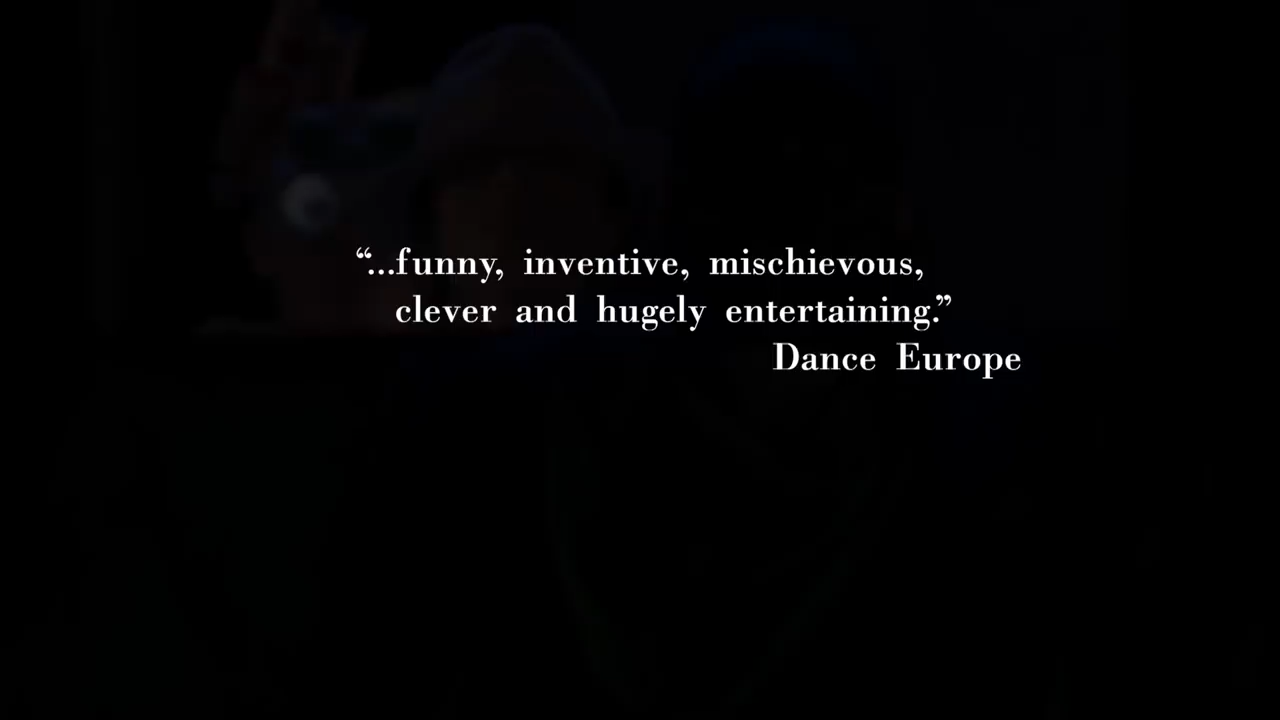 “...funny, inventive, mischievous,
clever and hugely entertaining.”
Dance Europe